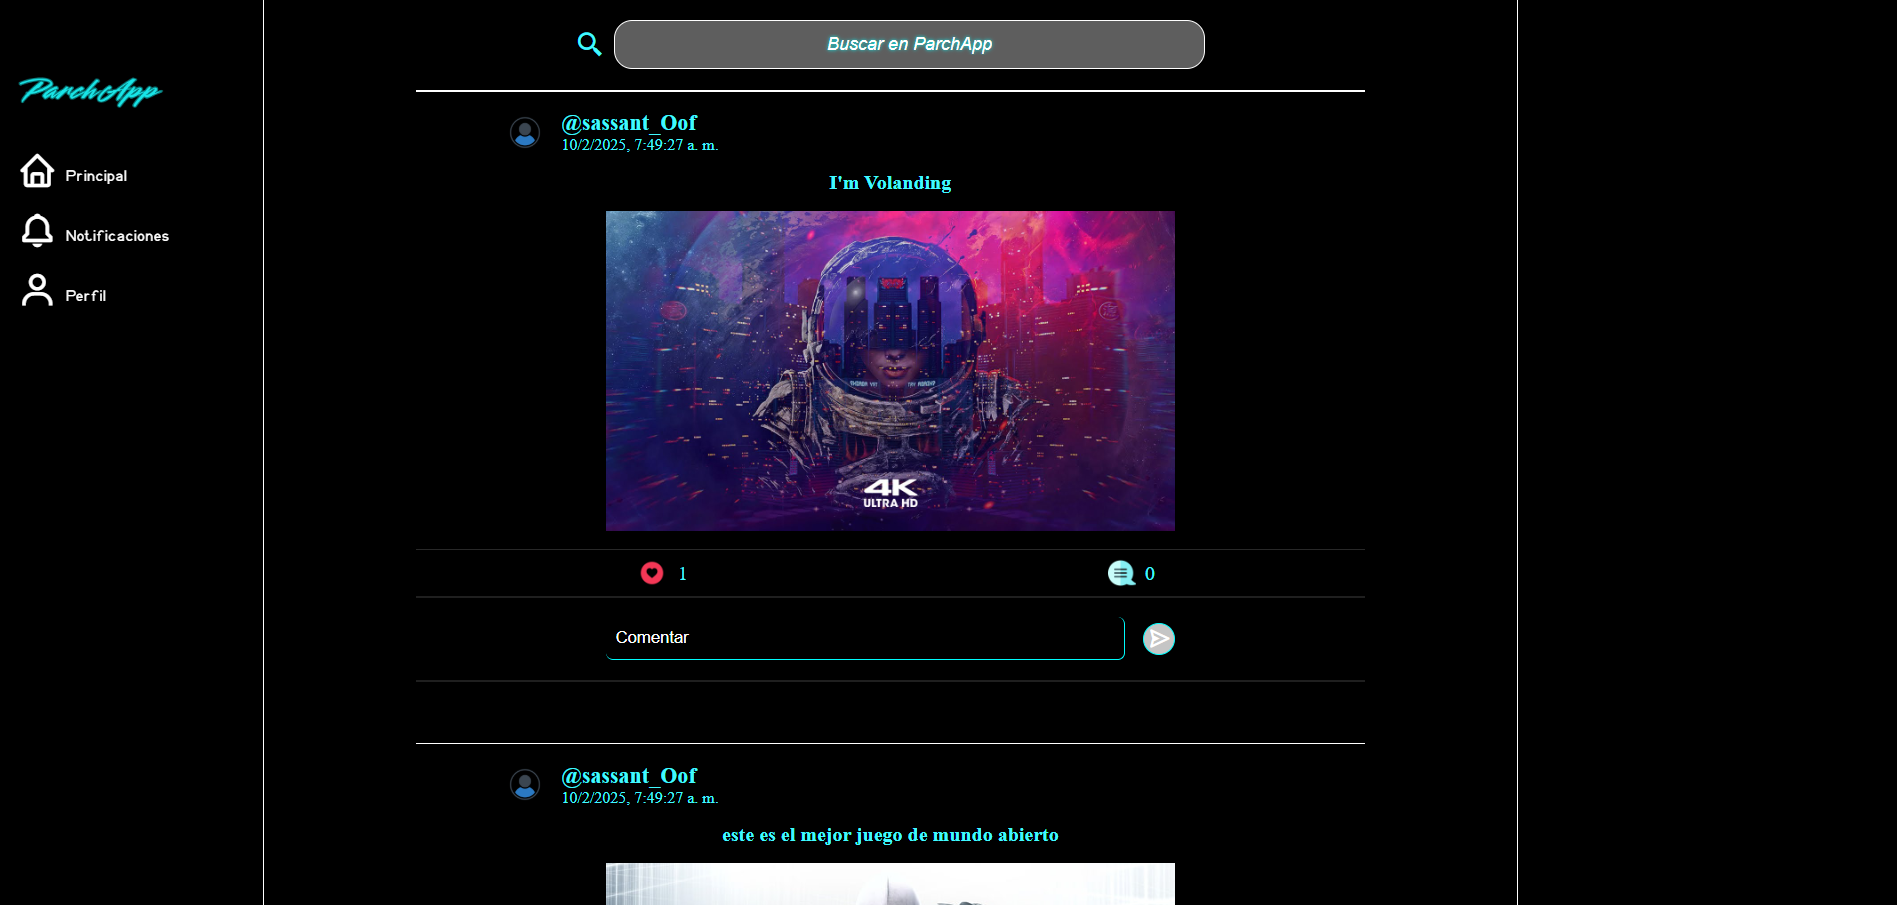 ParchApp
Principal
Notificaciones
Perfil
Buscar en ParchApp
@sassant_Oof
10/2/2025, 7:49:27 a. m.
I'm Volanding
4K
ULTRA HD
1
0
Comentar
@sassant_Oof
10/2/2025, 7:49:27 a. m.
este es el mejor juego de mundo abierto